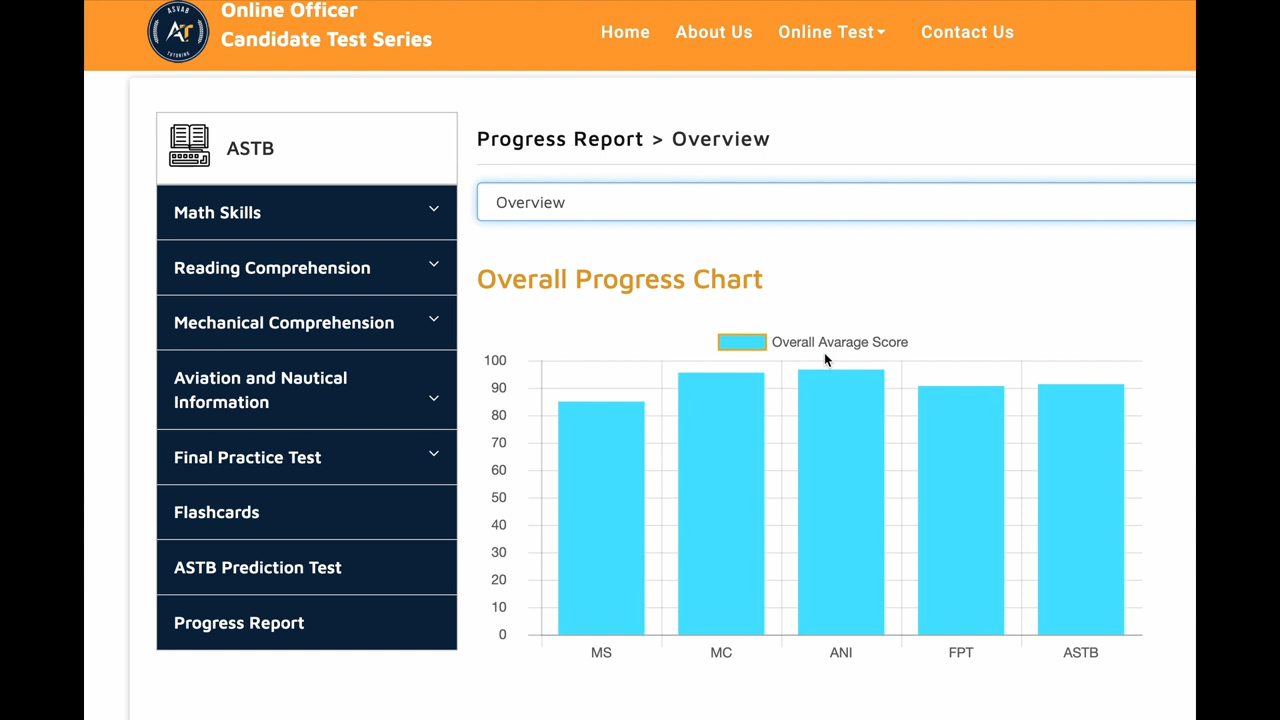 ASVAB
AT
TUTORING
Online Officer
Candidate Test Series
Home
About Us
Online Test
Contact Us
ASTB
Math Skills
Reading Comprehension
Mechanical Comprehension
Aviation and Nautical
Information
Final Practice Test
Flashcards
ASTB Prediction Test
Progress Report
Progress Report > Overview
Overview
Overall Progress Chart
Overall Avarage Score
100
90
80
70
60
50
40
30
20
10
0
MS
MC
ANI
FPT
ASTB